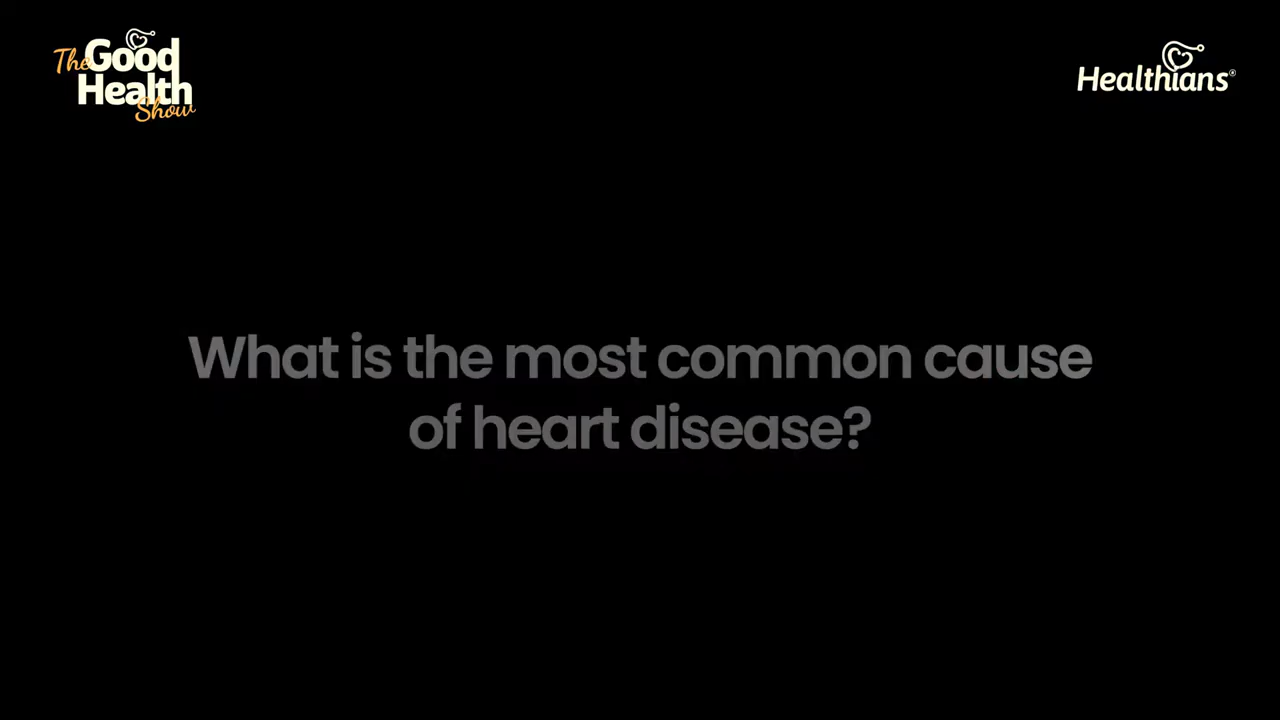 The Good
Health
Show
Healthians®
What is the most common cause
of heart disease?